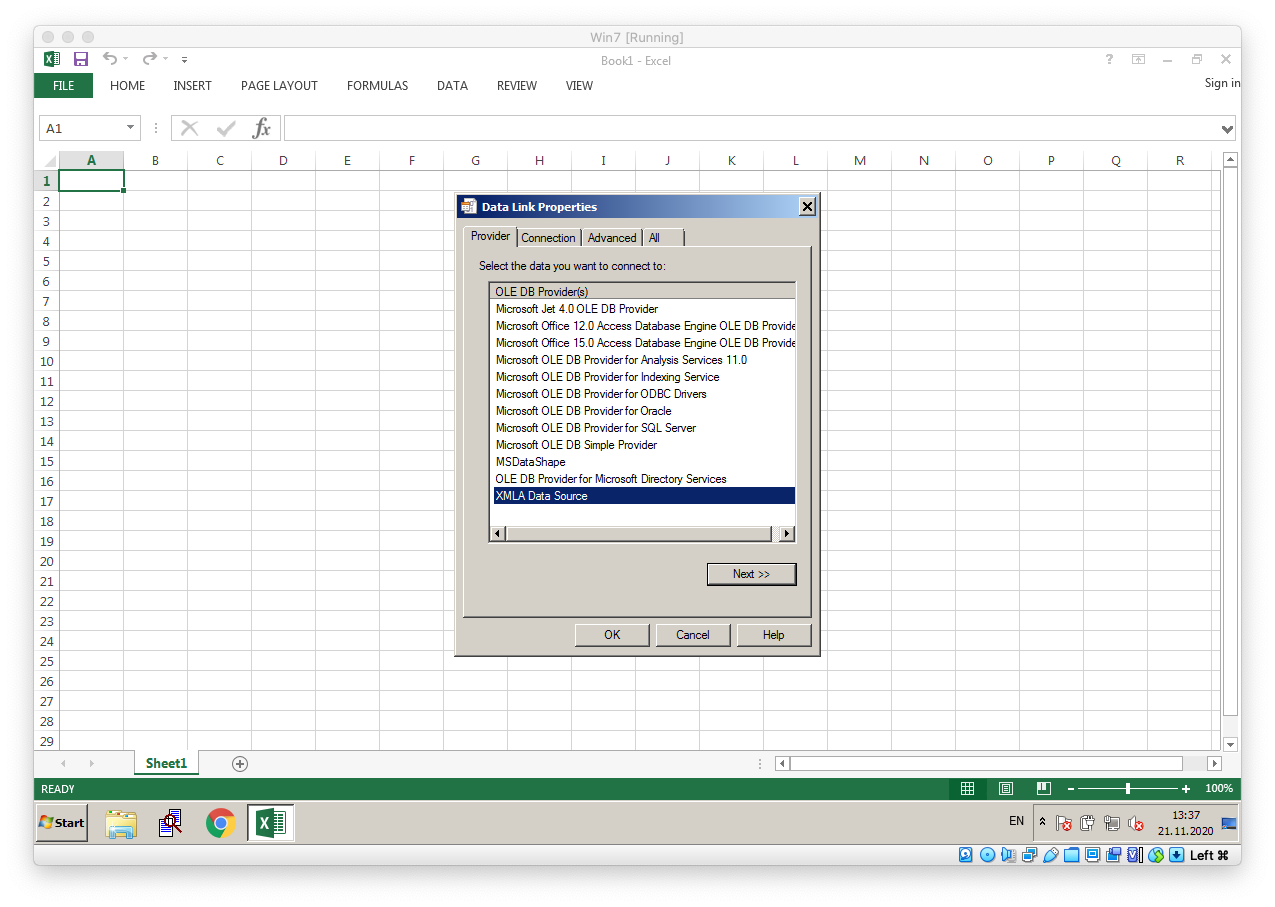 Win7 [Running]
Book1 - Excel
?
FILE HOME INSERT PAGE LAYOUT FORMULAS DATA REVIEW VIEW Sign in
A1 fx
A B C D E F G H I J K L M N O P Q R
1
2
3
4
5
6
7
8
9
10
11
12
13
14
15
16
17
18
19
20
21
22
23
24
25
26
27
28
29
Data Link Properties
Provider Connection Advanced All
Select the data you want to connect to:
OLE DB Provider(s)
Microsoft Jet 4.0 OLE DB Provider
Microsoft Office 12.0 Access Database Engine OLE DB Provide
Microsoft Office 15.0 Access Database Engine OLE DB Provide
Microsoft OLE DB Provider for Analysis Services 11.0
Microsoft OLE DB Provider for Indexing Service
Microsoft OLE DB Provider for ODBC Drivers
Microsoft OLE DB Provider for Oracle
Microsoft OLE DB Provider for SQL Server
Microsoft OLE DB Simple Provider
MSDataShape
OLE DB Provider for Microsoft Directory Services
XMLA Data Source
Next >>
OK Cancel Help
Sheet1
READY 100%
Start EN 13:37
21.11.2020
Left ⌘